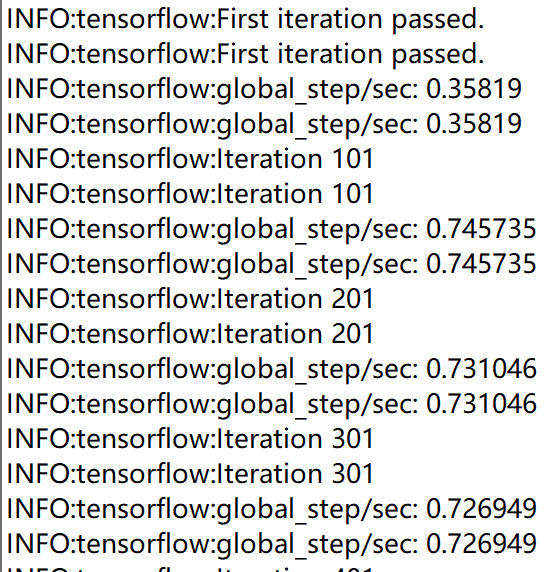 INFO:tensorflow:First iteration passed.
INFO:tensorflow:First iteration passed.
INFO:tensorflow:global_step/sec: 0.35819
INFO:tensorflow:global_step/sec: 0.35819
INFO:tensorflow:Iteration 101
INFO:tensorflow:Iteration 101
INFO:tensorflow:global_step/sec: 0.745735
INFO:tensorflow:global_step/sec: 0.745735
INFO:tensorflow:Iteration 201
INFO:tensorflow:Iteration 201
INFO:tensorflow:global_step/sec: 0.731046
INFO:tensorflow:global_step/sec: 0.731046
INFO:tensorflow:Iteration 301
INFO:tensorflow:Iteration 301
INFO:tensorflow:global_step/sec: 0.726949
INFO:tensorflow:global_step/sec: 0.726949
INFO:tensorflow:Iteration 401